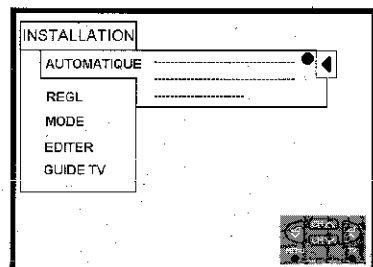 INSTALLATION
AUTOMATIQUE
REGL
MODE
EDITER
GUIDE TV